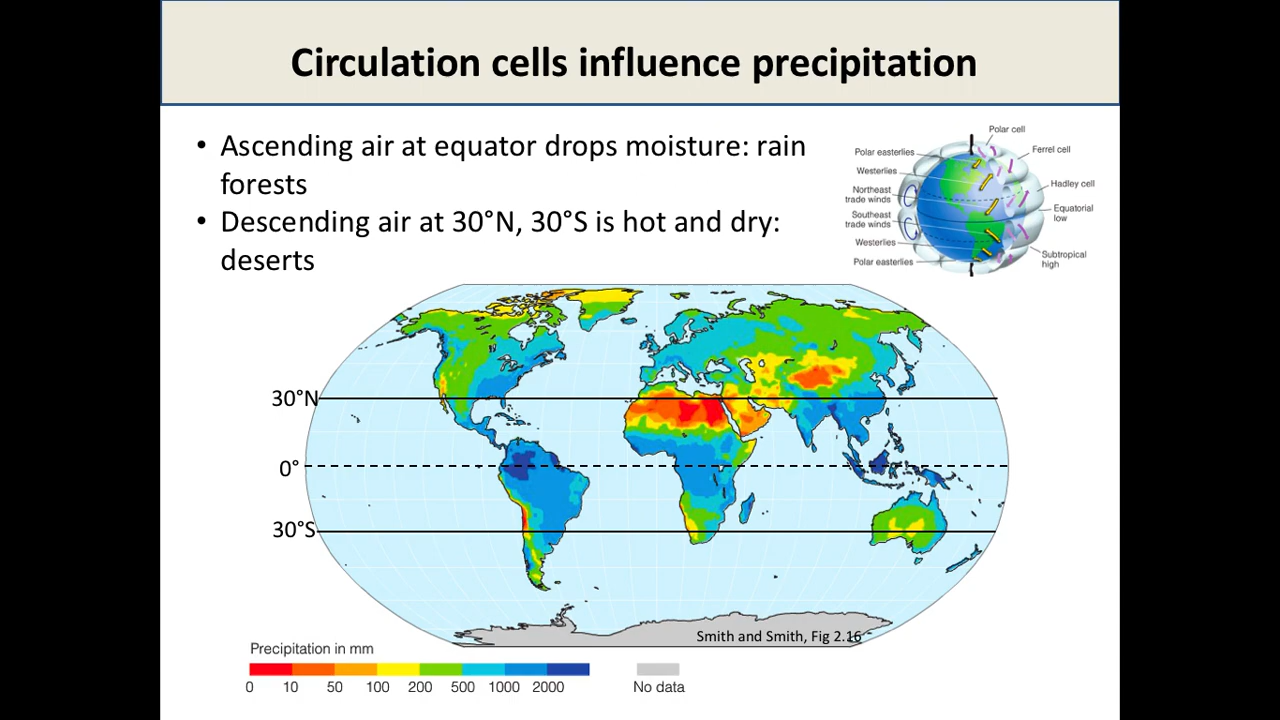 Circulation cells influence precipitation
• Ascending air at equator drops moisture: rain
forests
• Descending air at 30°N, 30°S is hot and dry:
deserts
Polar cell
Polar easterlies
Ferrel cell
Westerlies
Hadley cell
Northeast
trade winds
Equatorial
low
Southeast
trade winds
Westerlies
Subtropical
high
Polar easterlies
30°N
0°
30°S
Smith and Smith, Fig 2.16
Precipitation in mm
0 10 50 100 200 500 1000 2000
No data